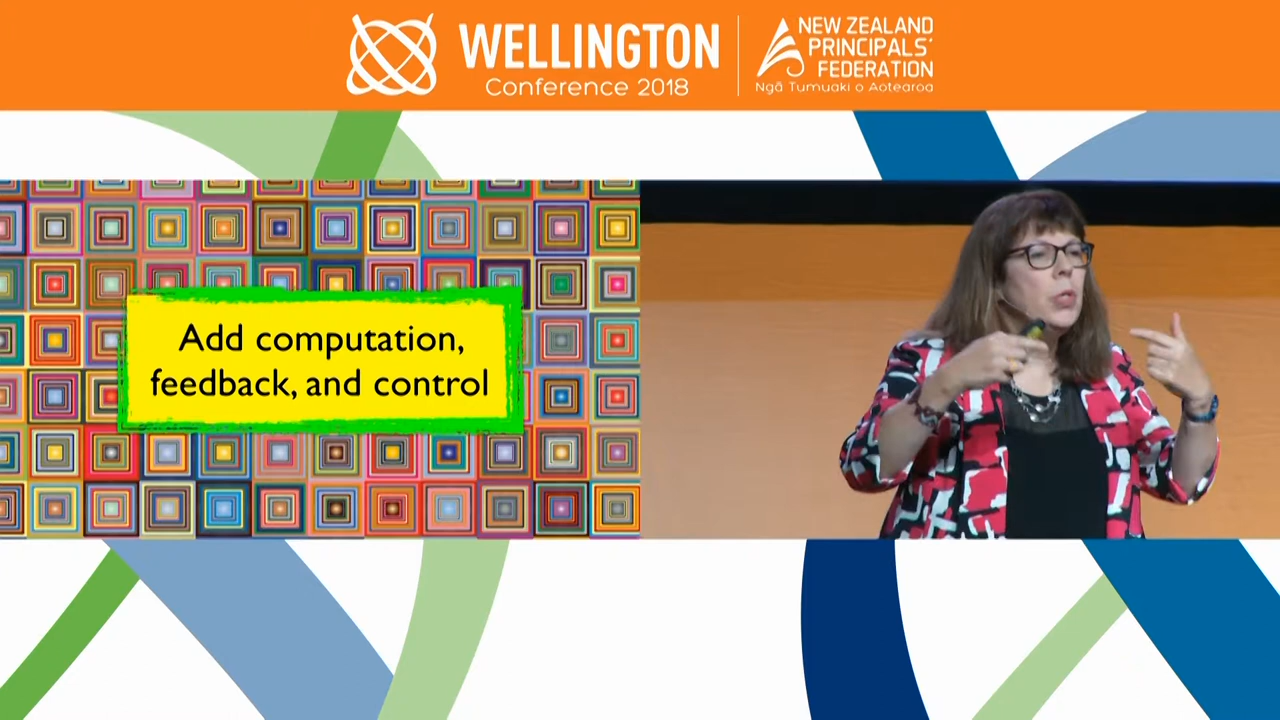 WELLINGTON
Conference 2018
NEW ZEALAND
PRINCIPALS'
FEDERATION
Ngā Tumuaki o Aotearoa
Add computation,
feedback, and control